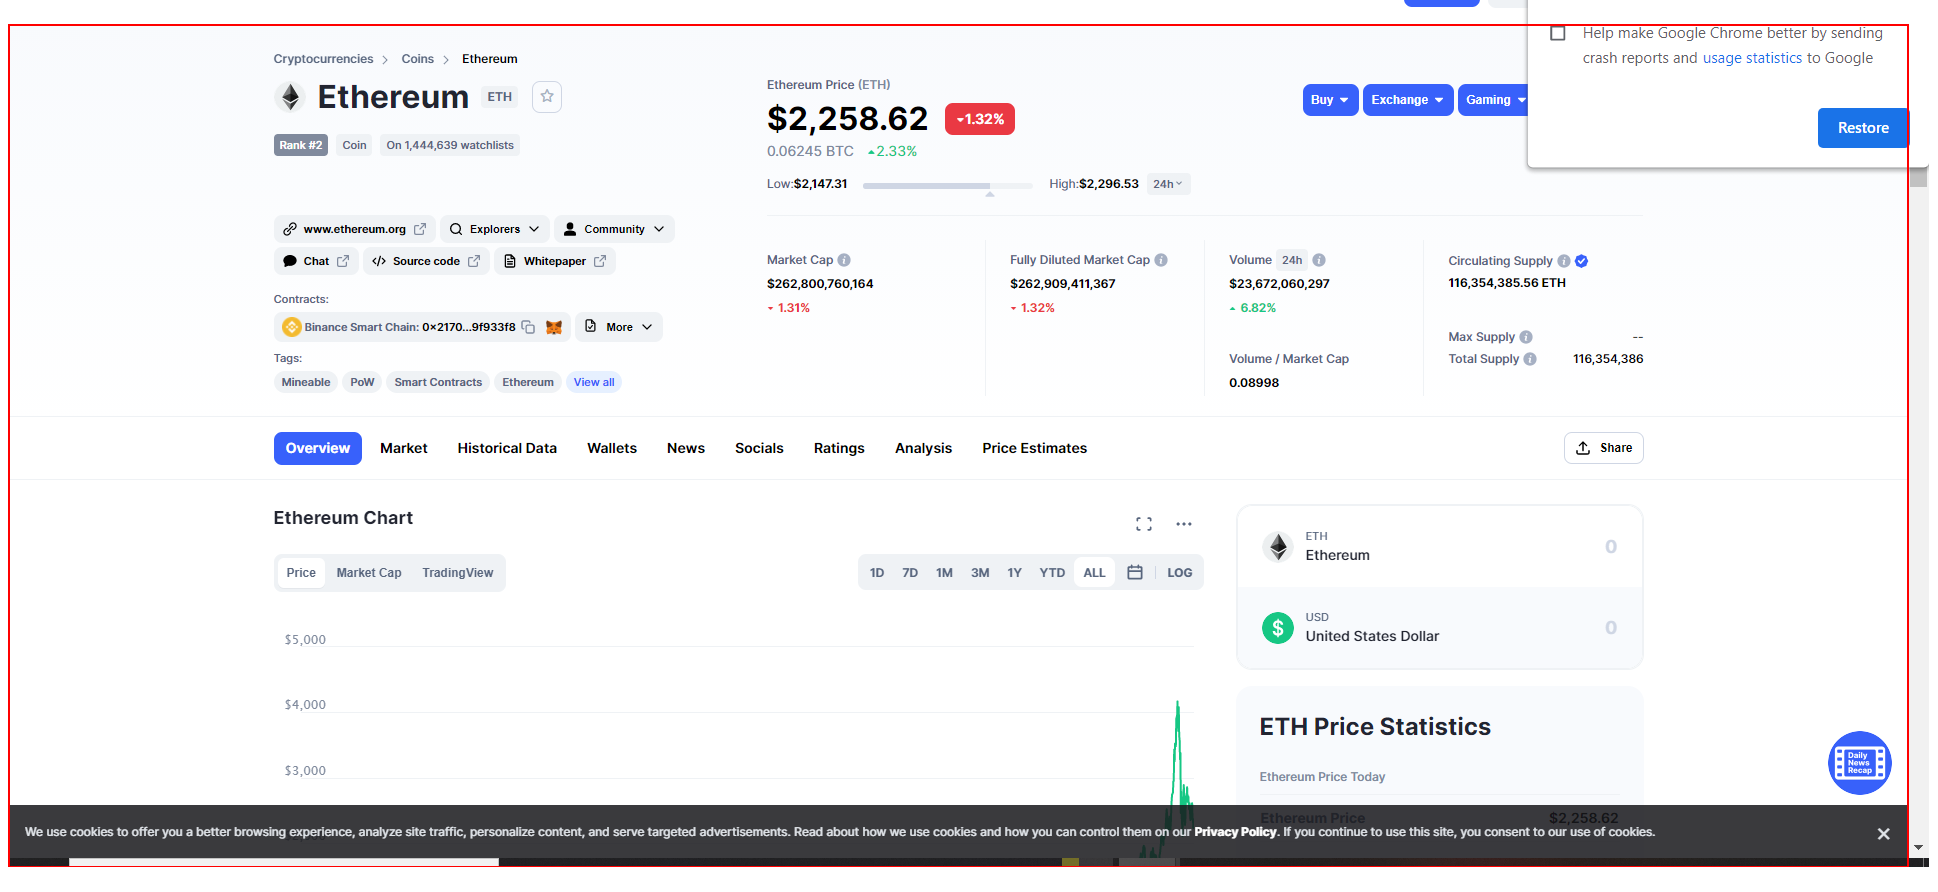 Help make Google Chrome better by sending
crash reports and usage statistics to Google
Restore
Cryptocurrencies Coins Ethereum
Ethereum ETH
Rank #2 Coin On 1,444,639 watchlists
Ethereum Price (ETH)
$2,258.62 1.32%
0.06245 BTC 2.33%
Low:$2,147.31 High:$2,296.53 24h
Buy Exchange Gaming
www.ethereum.org Explorers Community
Chat Source code Whitepaper
Contracts:
Binance Smart Chain: 0x2170...9f933f8 More
Tags:
Mineable PoW Smart Contracts Ethereum View all
Market Cap
$262,800,760,164
1.31%
Fully Diluted Market Cap
$262,909,411,367
1.32%
Volume 24h
$23,672,060,297
6.82%
Volume / Market Cap
0.08998
Circulating Supply
116,354,385.56 ETH
Max Supply --
Total Supply 116,354,386
Overview Market Historical Data Wallets News Socials Ratings Analysis Price Estimates Share
Ethereum Chart
Price Market Cap TradingView
1D 7D 1M 3M 1Y YTD ALL LOG
$5,000
$4,000
$3,000
ETH
Ethereum 0
USD
United States Dollar 0
ETH Price Statistics
Ethereum Price Today
Ethereum Price $2,258.62
Daily
News
Recap
We use cookies to offer you a better browsing experience, analyze site traffic, personalize content, and serve targeted advertisements. Read about how we use cookies and how you can control them on our Privacy Policy. If you continue to use this site, you consent to our use of cookies.